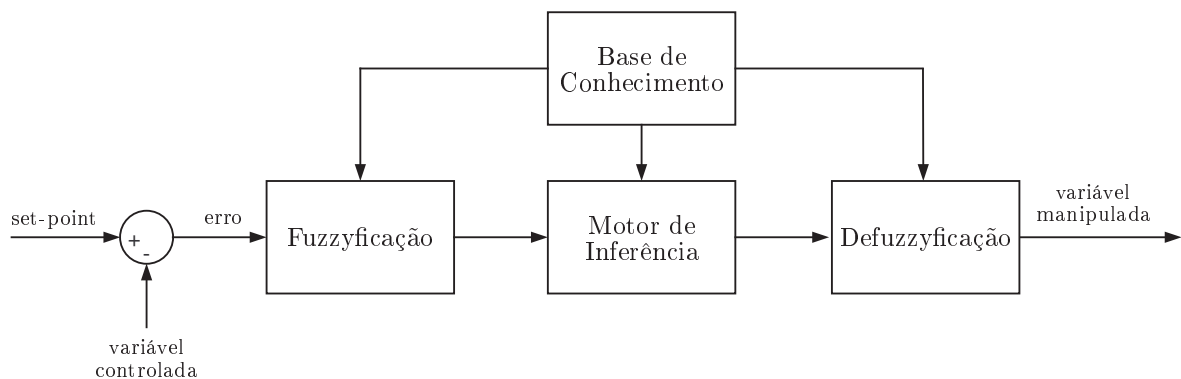 Base de
Conhecimento
set-point
erro
+
-
Fuzzyficação
Motor de
Inferência
Defuzzyficação
variável
manipulada
variável
controlada